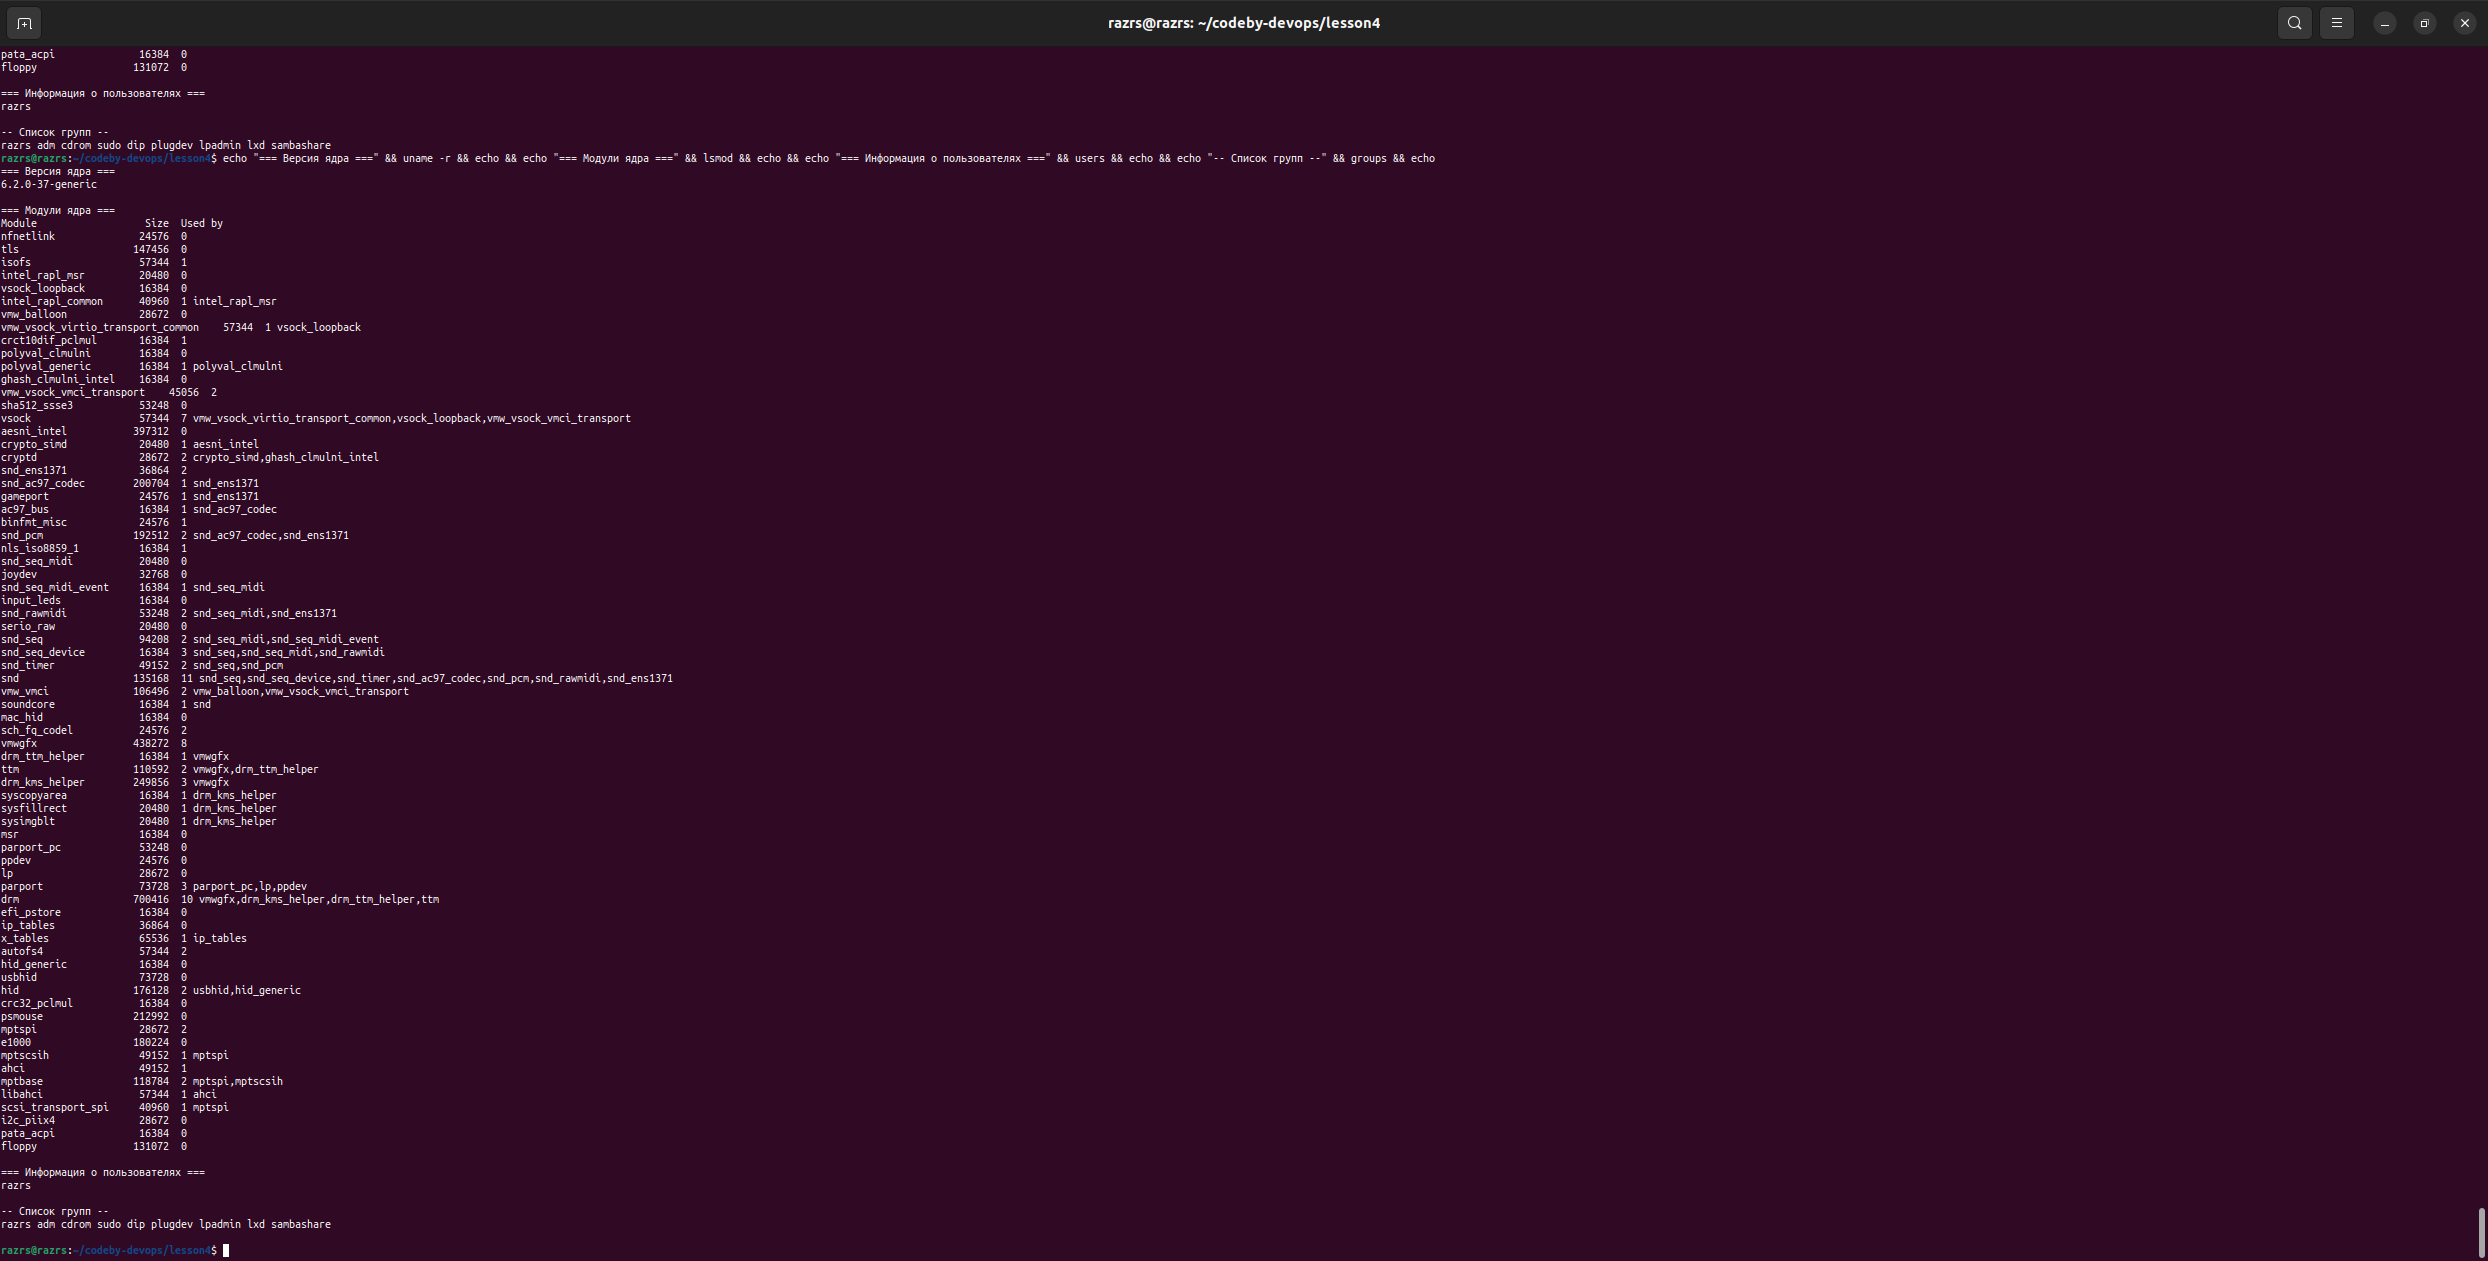 razrs@razrs: ~/codeby-devops/lesson4
pata_acpi              16384  0
floppy                131072  0
=== Информация о пользователях ===
razrs
-- Список групп --
razrs adm cdrom sudo dip plugdev lpadmin lxd sambashare
razrs@razrs:~/codeby-devops/lesson4$ echo "=== Версия ядра ===" && uname -r && echo && echo "=== Модули ядра ===" && lsmod && echo && echo "=== Информация о пользователях ===" && users && echo && echo "-- Список групп --" && groups && echo
=== Версия ядра ===
6.2.0-37-generic
=== Модули ядра ===
Module                  Size  Used by
nfnetlink              24576  0
tls                   147456  0
isofs                  57344  1
intel_rapl_msr         20480  0
vsock_loopback         16384  0
intel_rapl_common      40960  1 intel_rapl_msr
vmw_balloon            28672  0
vmw_vsock_virtio_transport_common    57344  1 vsock_loopback
crct10dif_pclmul       16384  1
polyval_clmulni        16384  0
polyval_generic        16384  1 polyval_clmulni
ghash_clmulni_intel    16384  0
vmw_vsock_vmci_transport    45056  2
sha512_ssse3           53248  0
vsock                  57344  7 vmw_vsock_virtio_transport_common,vsock_loopback,vmw_vsock_vmci_transport
aesni_intel           397312  0
crypto_simd            20480  1 aesni_intel
cryptd                 28672  2 crypto_simd,ghash_clmulni_intel
snd_ens1371            36864  2
snd_ac97_codec        200704  1 snd_ens1371
gameport               24576  1 snd_ens1371
ac97_bus               16384  1 snd_ac97_codec
binfmt_misc            24576  1
snd_pcm               192512  2 snd_ac97_codec,snd_ens1371
nls_iso8859_1          16384  1
snd_seq_midi           20480  0
joydev                 32768  0
snd_seq_midi_event     16384  1 snd_seq_midi
input_leds             16384  0
snd_rawmidi            53248  2 snd_seq_midi,snd_ens1371
serio_raw              20480  0
snd_seq                94208  2 snd_seq_midi,snd_seq_midi_event
snd_seq_device         16384  3 snd_seq,snd_seq_midi,snd_rawmidi
snd_timer              49152  2 snd_seq,snd_pcm
snd                   135168  11 snd_seq,snd_seq_device,snd_timer,snd_ac97_codec,snd_pcm,snd_rawmidi,snd_ens1371
vmw_vmci              106496  2 vmw_balloon,vmw_vsock_vmci_transport
soundcore              16384  1 snd
mac_hid                16384  0
sch_fq_codel           24576  2
vmwgfx                438272  8
drm_ttm_helper         16384  1 vmwgfx
ttm                   110592  2 vmwgfx,drm_ttm_helper
drm_kms_helper        249856  3 vmwgfx
syscopyarea            16384  1 drm_kms_helper
sysfillrect            20480  1 drm_kms_helper
sysimgblt              20480  1 drm_kms_helper
msr                    16384  0
parport_pc             53248  0
ppdev                  24576  0
lp                     28672  0
parport                73728  3 parport_pc,lp,ppdev
drm                   700416  10 vmwgfx,drm_kms_helper,drm_ttm_helper,ttm
efi_pstore             16384  0
ip_tables              36864  0
x_tables               65536  1 ip_tables
autofs4                57344  2
hid_generic            16384  0
usbhid                 73728  0
hid                   176128  2 usbhid,hid_generic
crc32_pclmul           16384  0
psmouse               212992  0
mptspi                 28672  2
e1000                 180224  0
mptscsih               49152  1 mptspi
ahci                   49152  1
mptbase               118784  2 mptspi,mptscsih
libahci                57344  1 ahci
scsi_transport_spi     40960  1 mptspi
i2c_piix4              28672  0
pata_acpi              16384  0
floppy                131072  0
=== Информация о пользователях ===
razrs
-- Список групп --
razrs adm cdrom sudo dip plugdev lpadmin lxd sambashare
razrs@razrs:~/codeby-devops/lesson4$